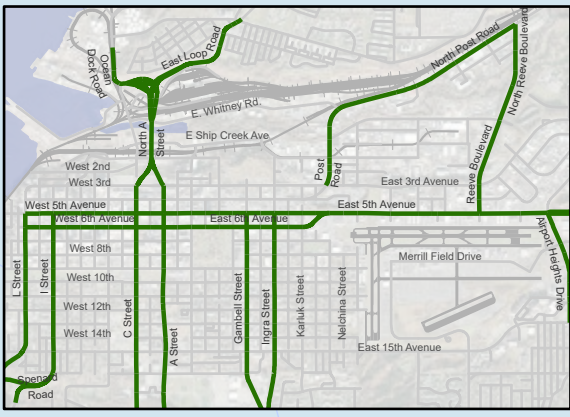 Ocean
Dock Road
East Loop
Road
North Post Road
North Reeve Boulevard
E. Whitney Rd.
North A
Street
E Ship Creek Ave
West 2nd
West 3rd
Post
Road
East 3rd Avenue
Reeve Boulevard
West 5th Avenue
East 5th Avenue
West 6th Avenue
East 6th Avenue
Airport Heights Drive
West 8th
Merrill Field Drive
L Street
I Street
West 10th
C Street
A Street
Gambell Street
Ingra Street
Karluk Street
Nelchina Street
West 12th
West 14th
East 15th Avenue
Spenard
Road